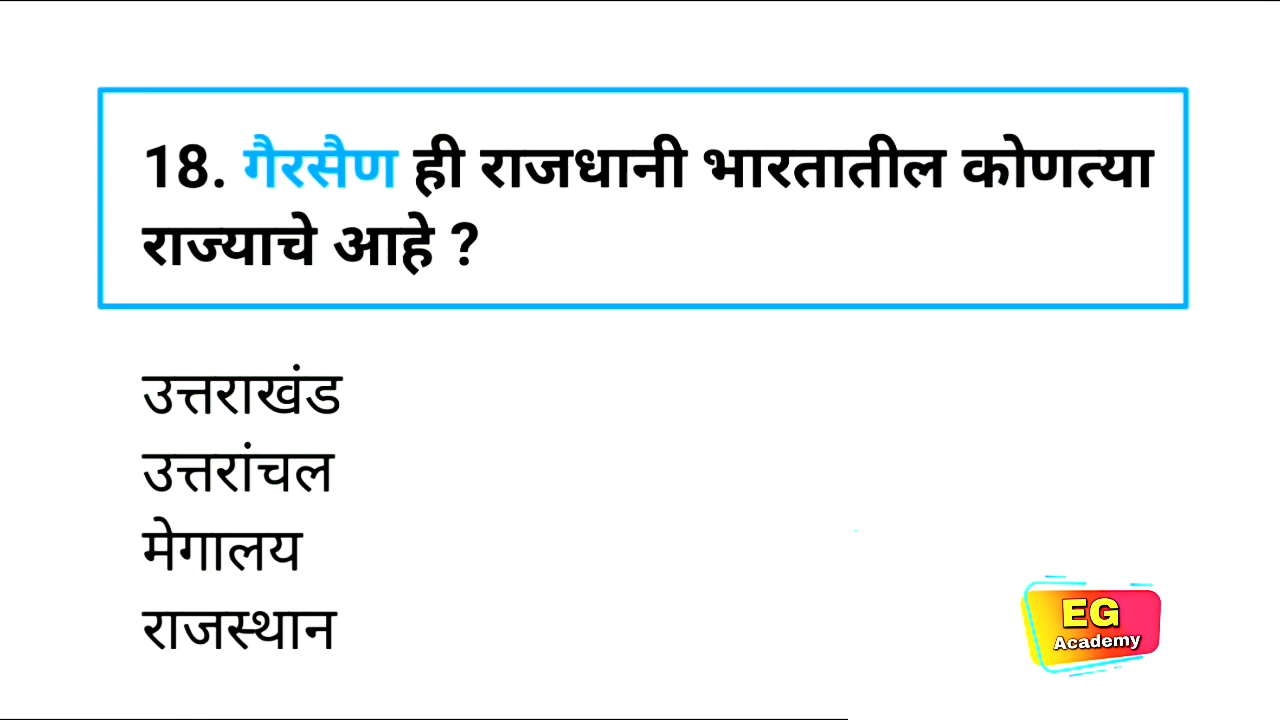 18. गैरसैण ही राजधानी भारतातील कोणत्या
राज्याचे आहे ?
उत्तराखंड
उत्तरांचल
मेगालय
राजस्थान
EG
Academy